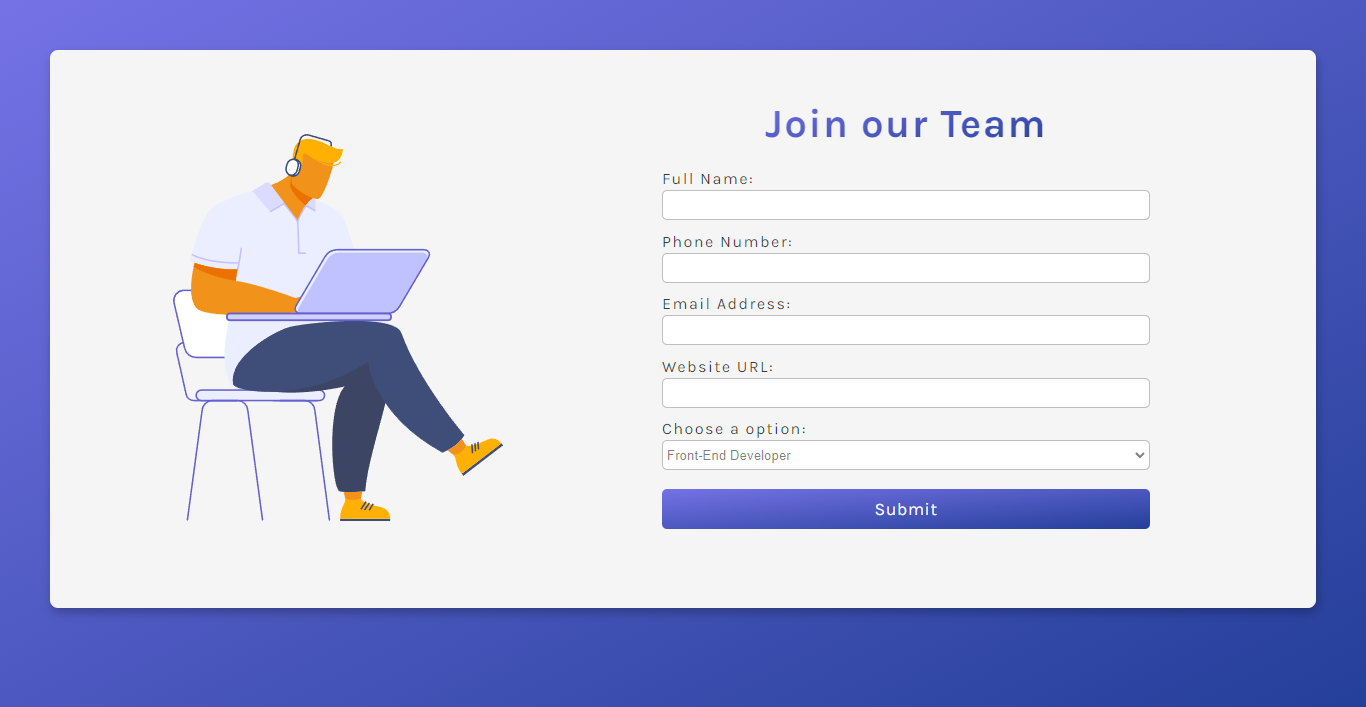 Join our Team
Full Name:
Phone Number:
Email Address:
Website URL:
Choose a option:
Front-End Developer
Submit